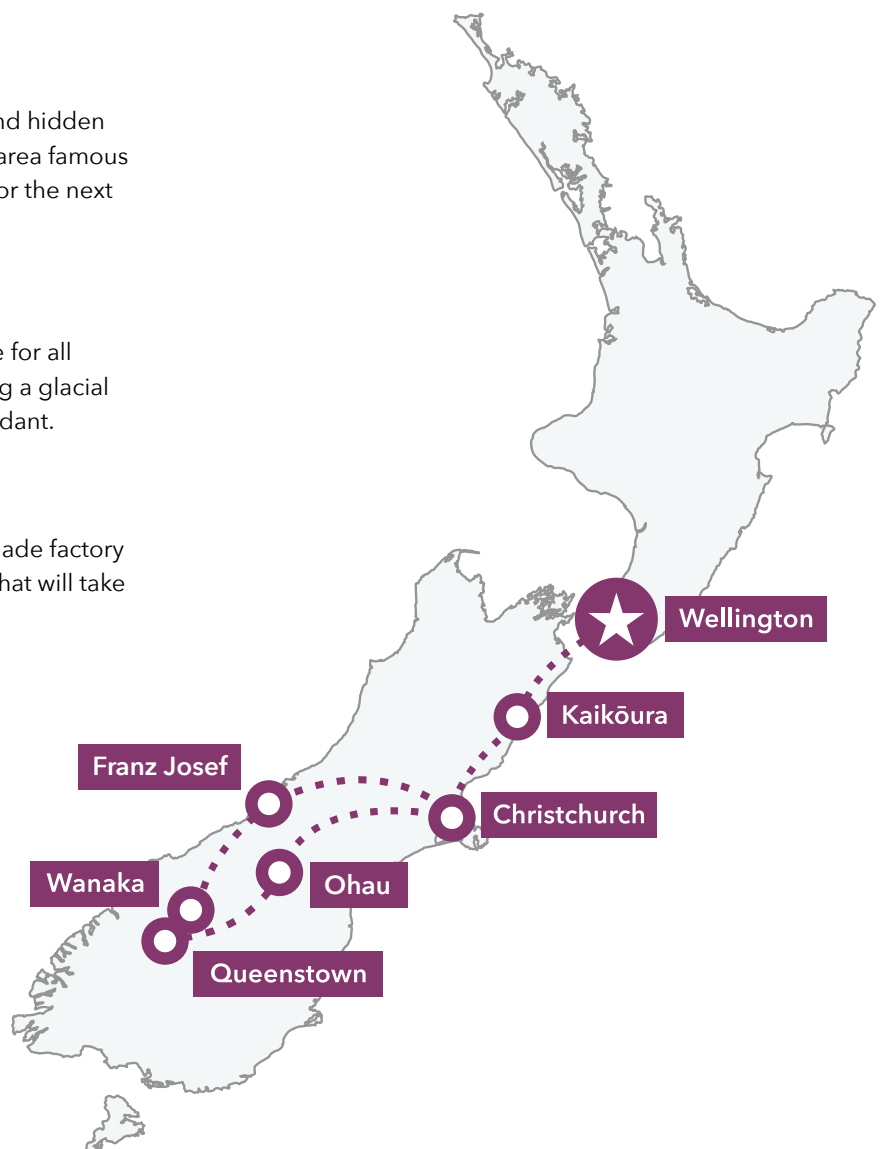 nd hidden
area famous
or the next
e for all
g a glacial
dant.
ade factory
hat will take
Wellington
Kaikōura
Franz Josef
Christchurch
Wanaka
Ohau
Queenstown